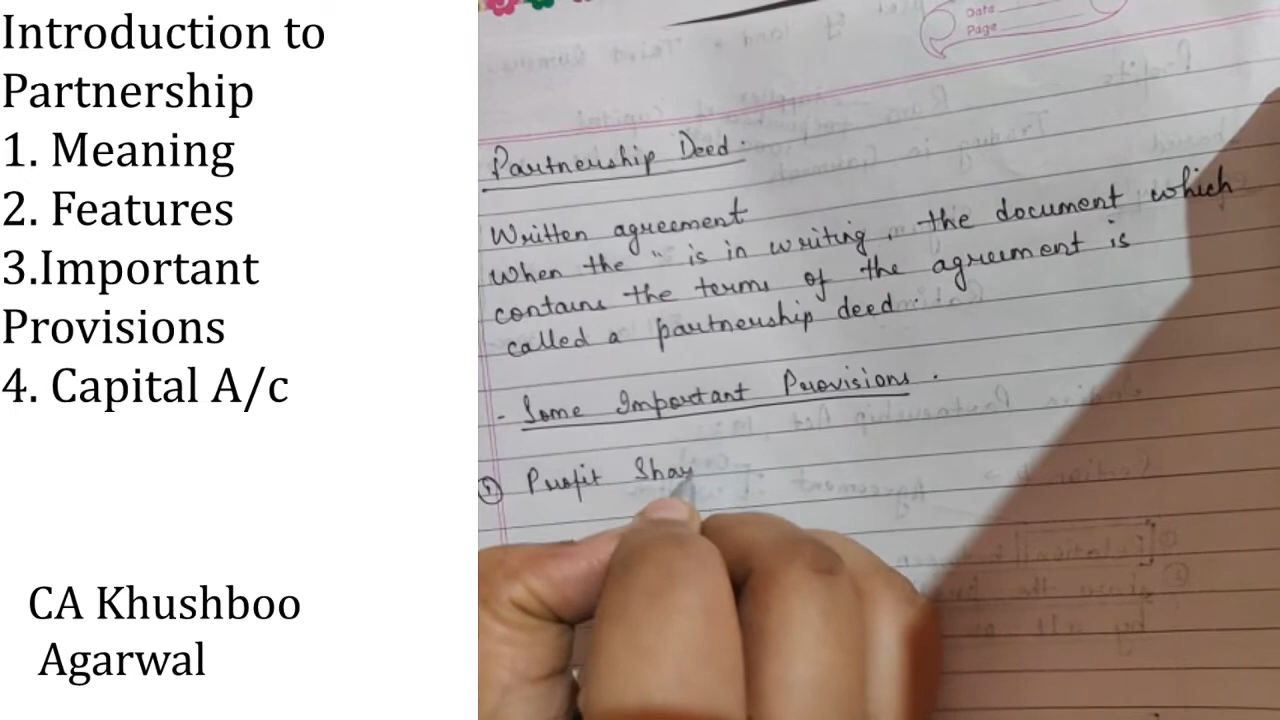 Introduction to
Partnership
1. Meaning
2. Features
3.Important
Provisions
4. Capital A/c
CA Khushboo
Agarwal
Date
Page
Partnership Deed:
Written agreement
When the " is in writing, the document which
contains the terms of the agreement is
called a partnership deed.
- Some Important Provisions.
① Profit Shar